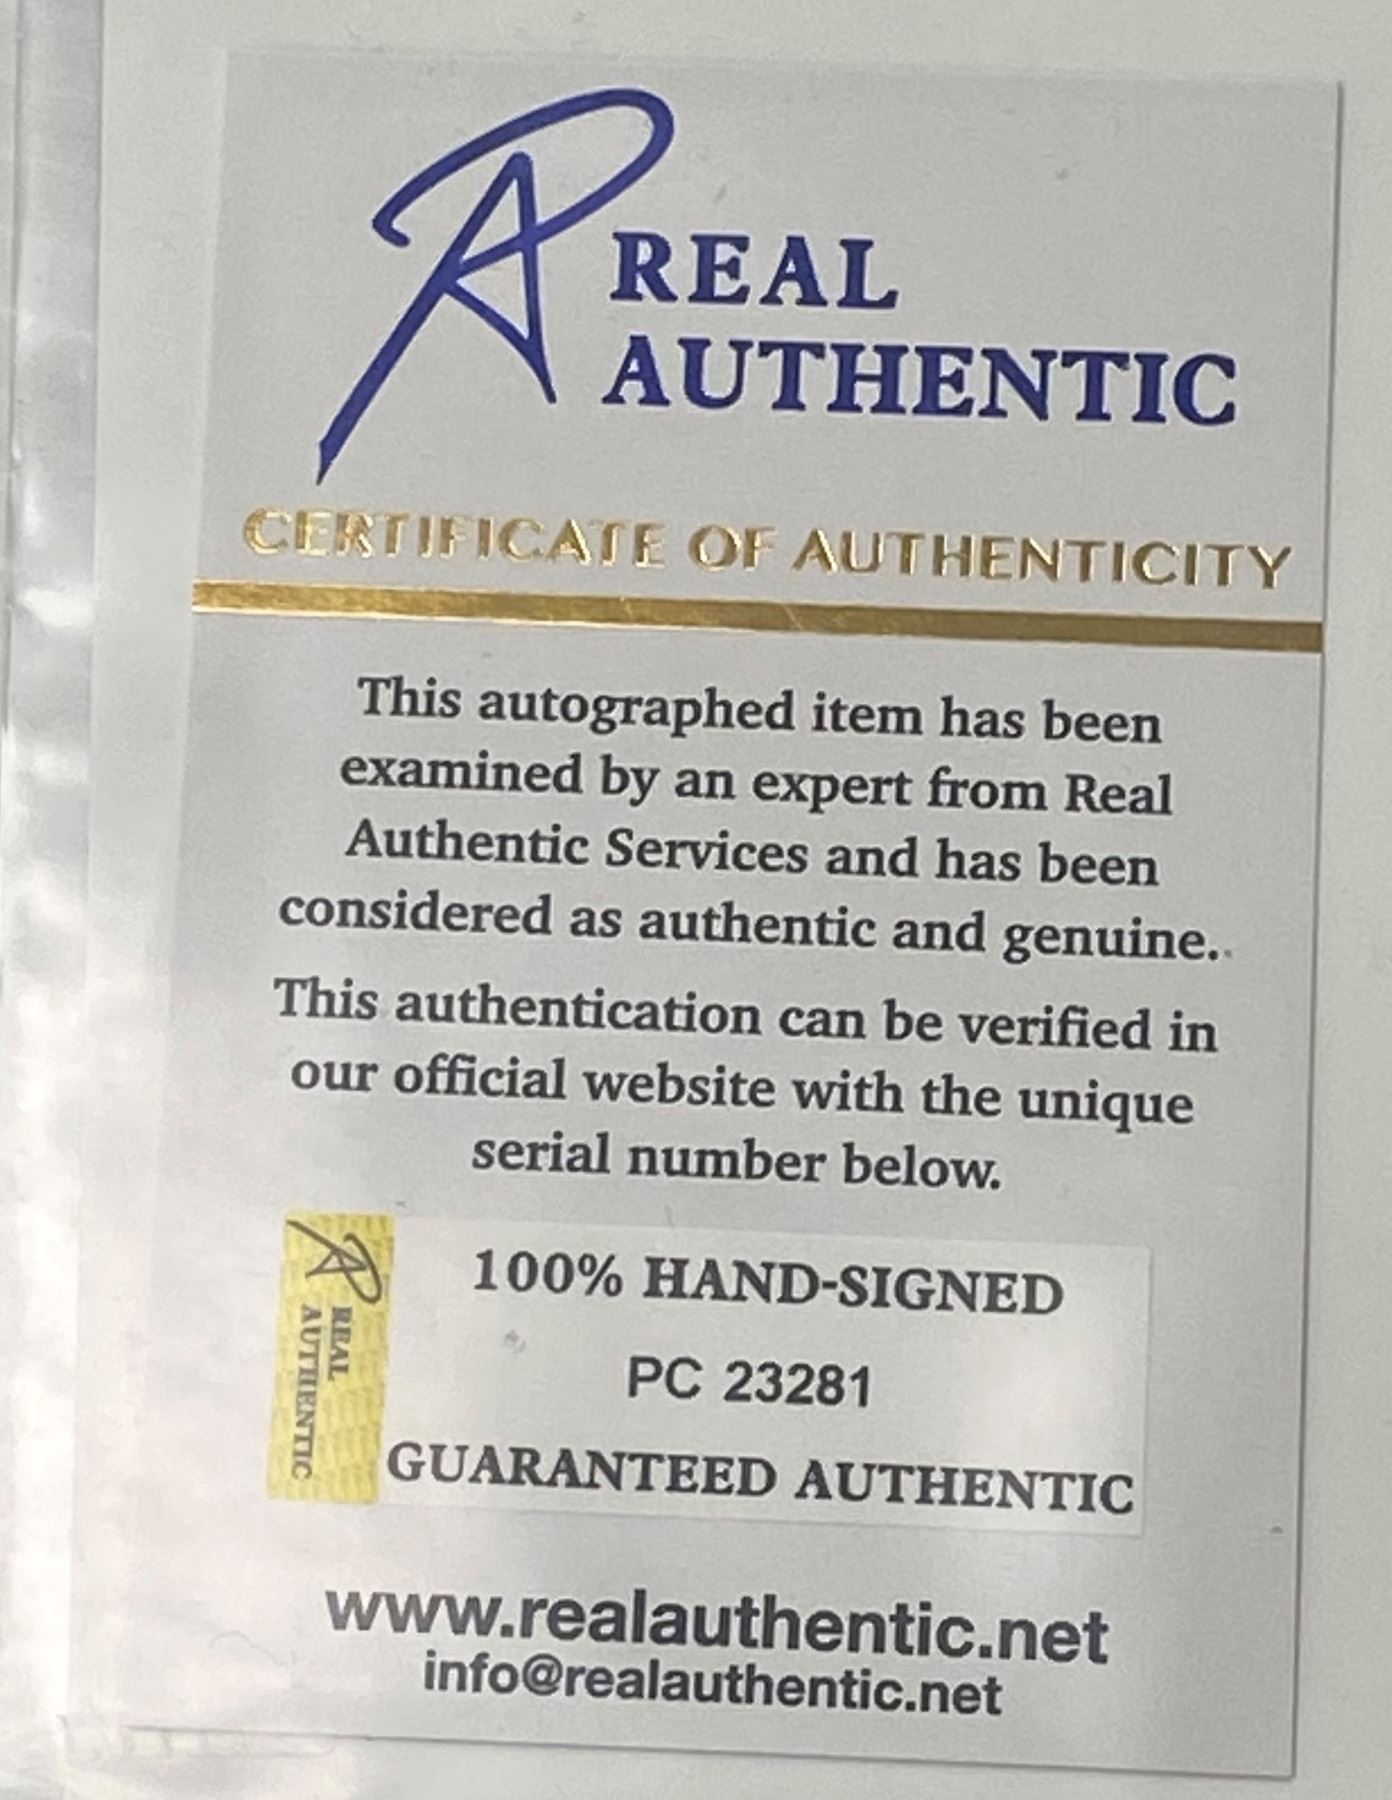 REAL
AUTHENTIC
CERTIFICATE OF AUTHENTICITY
This autographed item has been
examined by an expert from Real
Authentic Services and has been
considered as authentic and genuine.
This authentication can be verified in
our official website with the unique
serial number below.
REAL
AUTHENTIC
100% HAND-SIGNED
PC 23281
GUARANTEED AUTHENTIC
www.realauthentic.net
info@realauthentic.net